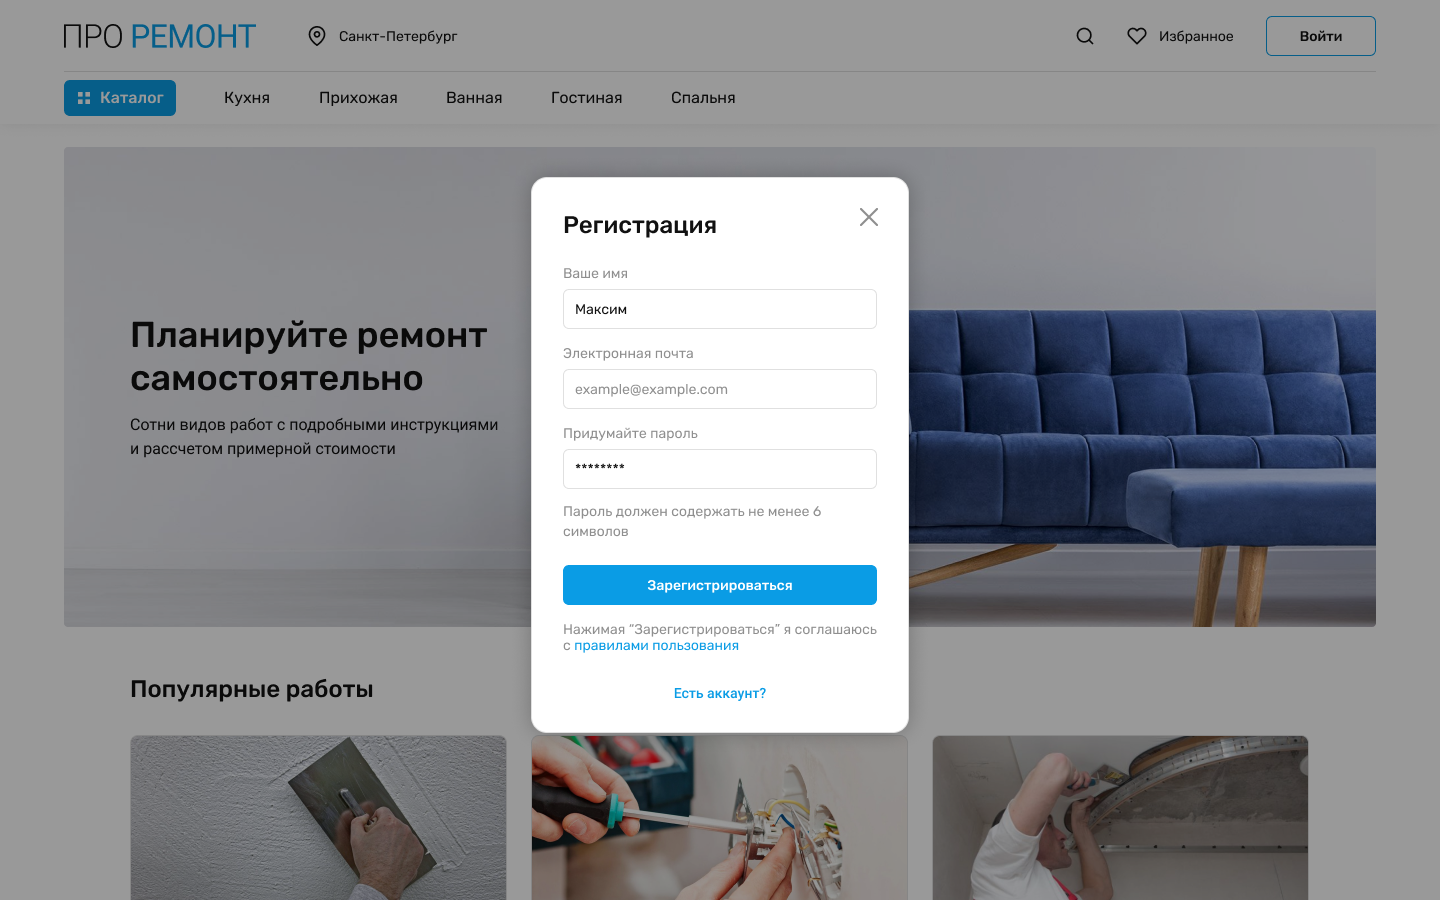 ПРО РЕМОНТ
Санкт-Петербург
Избранное
Войти
Каталог
Кухня
Прихожая
Ванная
Гостиная
Спальня
Планируйте ремонт
самостоятельно
Сотни видов работ с подробными инструкциями
и рассчетом примерной стоимости
Регистрация
Ваше имя
Максим
Электронная почта
example@example.com
Придумайте пароль
********
Пароль должен содержать не менее 6
символов
Зарегистрироваться
Нажимая “Зарегистрироваться” я соглашаюсь
с правилами пользования
Есть аккаунт?
Популярные работы